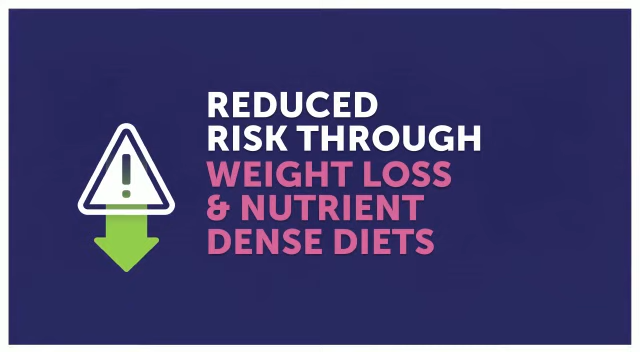 REDUCED
RISK THROUGH
WEIGHT LOSS
& NUTRIENT
DENSE DIETS